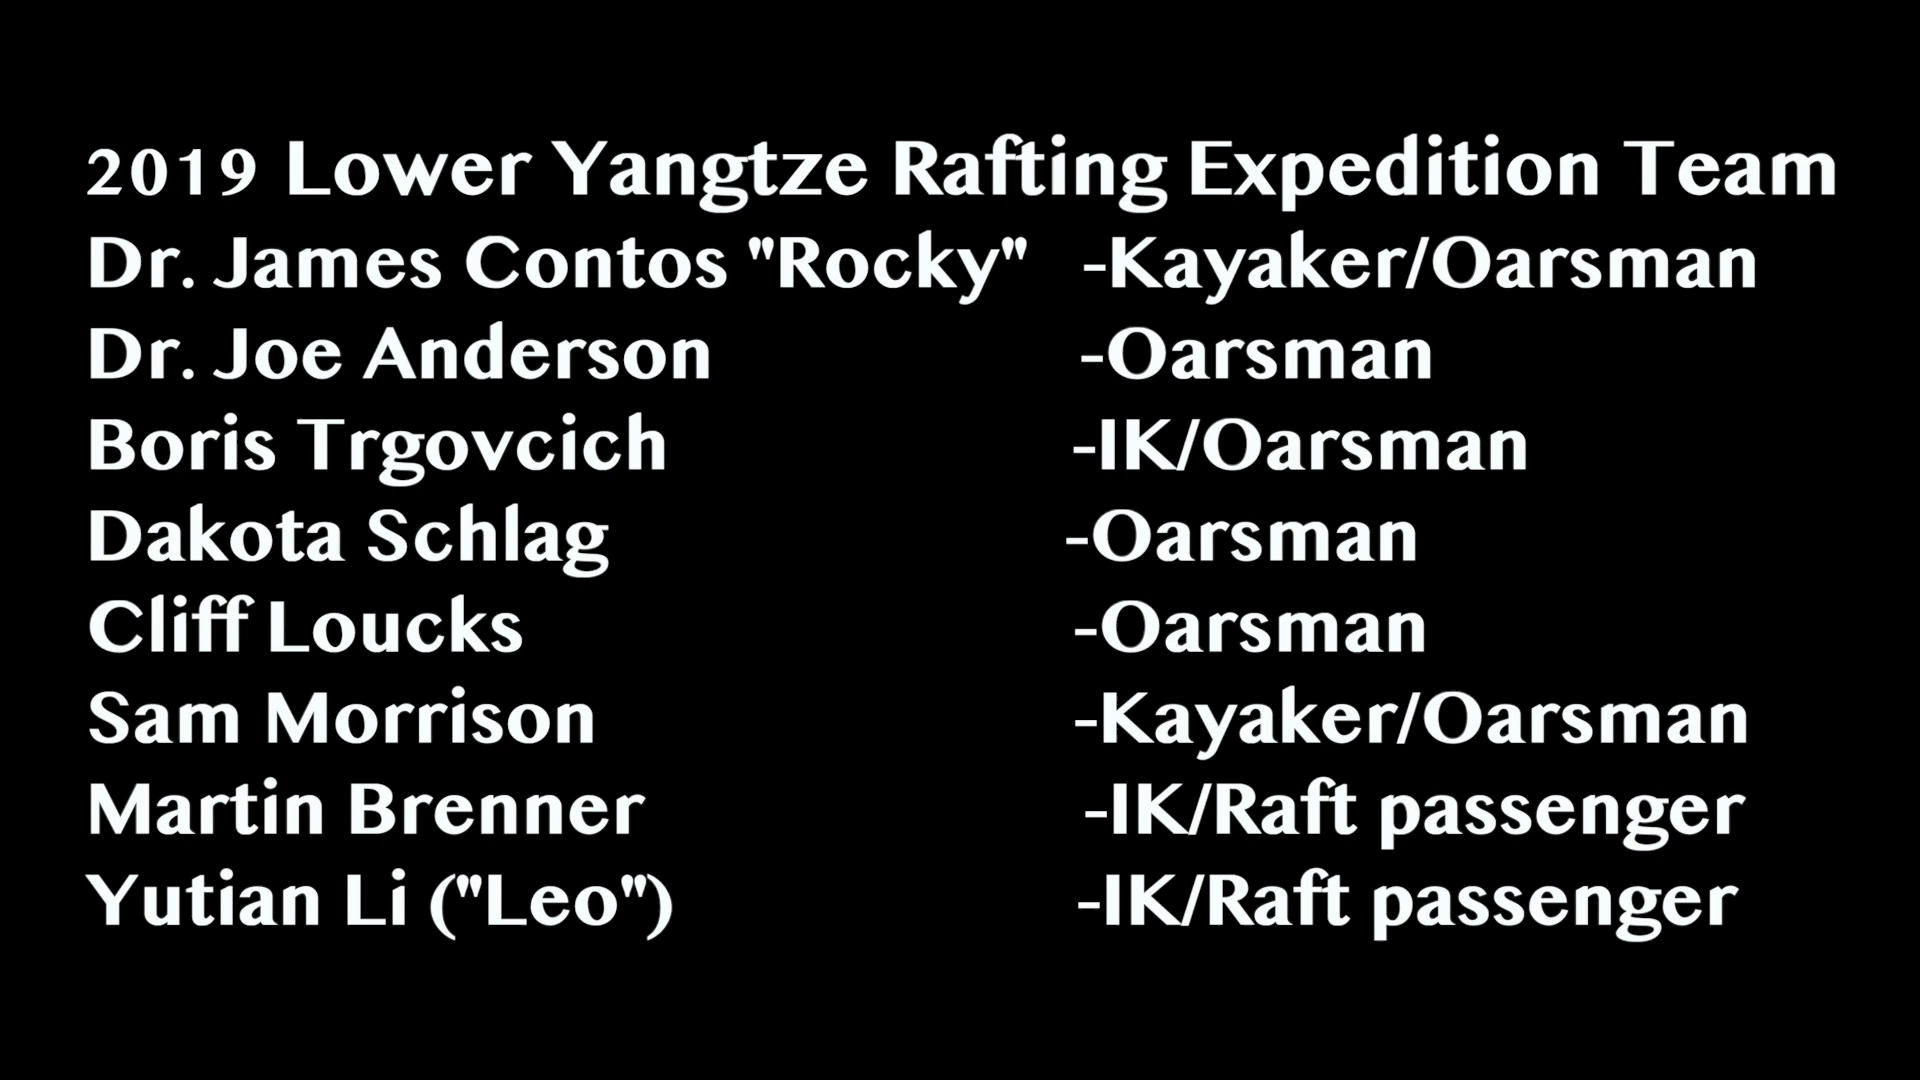 2019 Lower Yangtze Rafting Expedition Team
Dr. James Contos "Rocky" -Kayaker/Oarsman
Dr. Joe Anderson -Oarsman
Boris Trgovcich -IK/Oarsman
Dakota Schlag -Oarsman
Cliff Loucks -Oarsman
Sam Morrison -Kayaker/Oarsman
Martin Brenner -IK/Raft passenger
Yutian Li ("Leo") -IK/Raft passenger